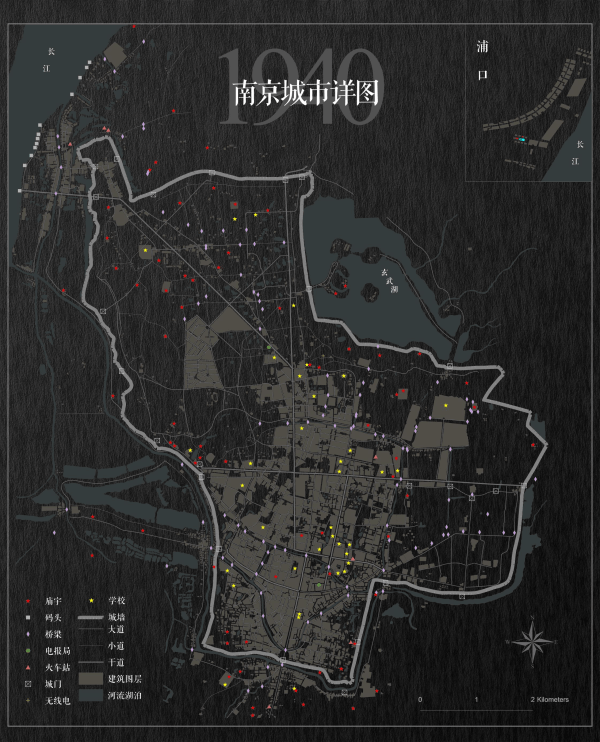 1940
南京城市详图
长
江
浦
口
长
江
玄
武
湖
庙宇
学校
码头
城墙
桥梁
大道
电报局
小道
火车站
干道
城门
建筑图层
无线电
河流湖泊
0 1 2 Kilometers